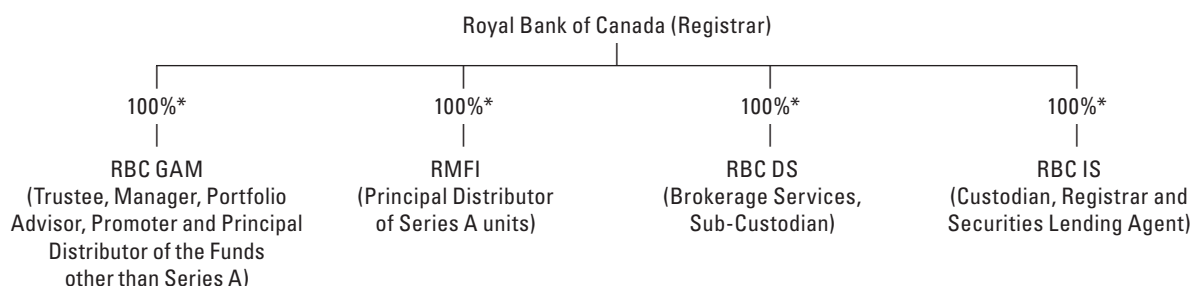 Royal Bank of Canada (Registrar)
100%*
100%*
100%*
100%*
RBC GAM
(Trustee, Manager, Portfolio
Advisor, Promoter and Principal
Distributor of the Funds
other than Series A)
RMFI
(Principal Distributor
of Series A units)
RBC DS
(Brokerage Services,
Sub-Custodian)
RBC IS
(Custodian, Registrar and
Securities Lending Agent)